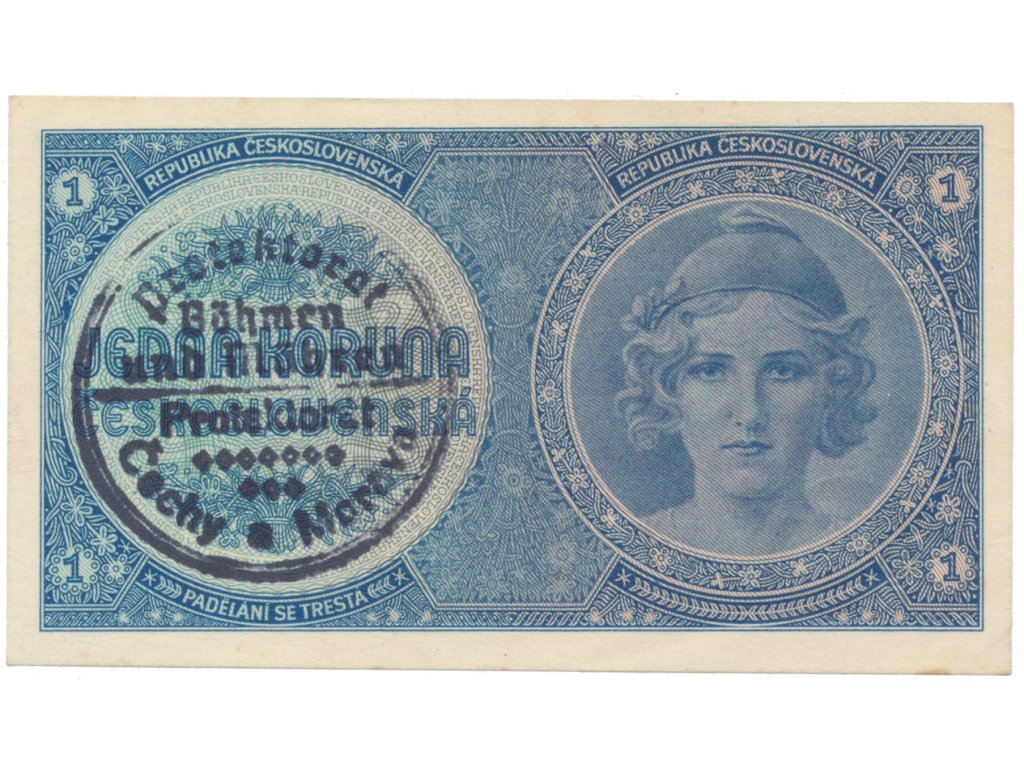 REPUBLIKA ČESKOSLOVENSKÁ
REPUBLIKA ČESKOSLOVENSKÁ
1
1
Protektorat
Böhmen
JEDNA KORUNA
und Mähren
ČESKOSLOVENSKÁ
Protektorat
Čechy a Morava
1
1
PADĚLÁNÍ SE TRESTÁ